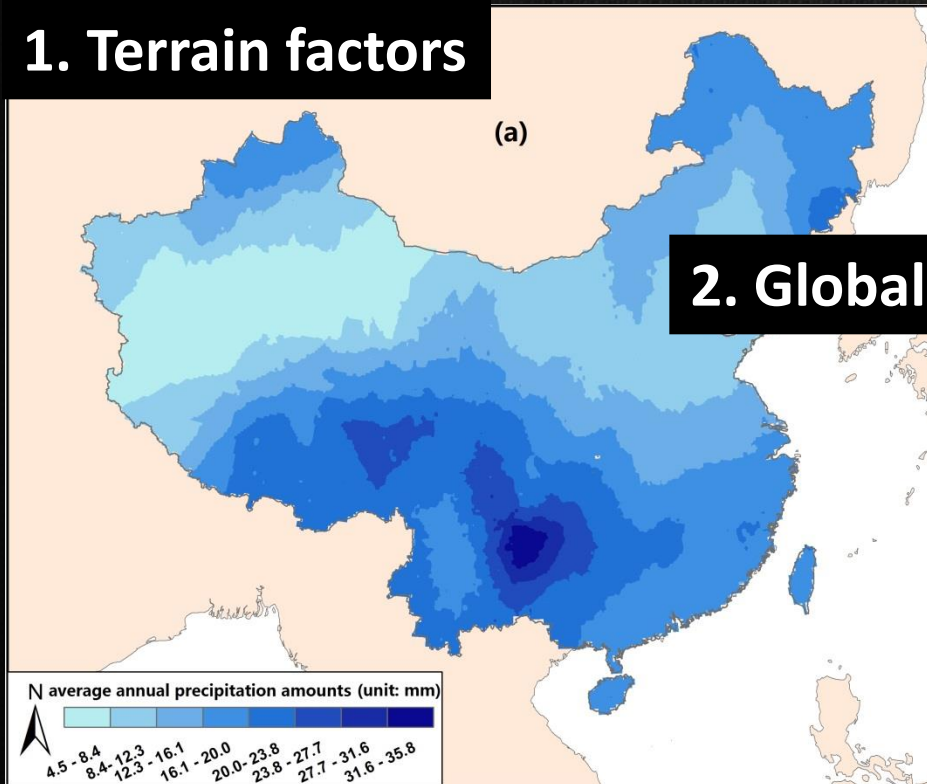 1. Terrain factors
(a)
2. Global
N average annual precipitation amounts (unit: mm)
4.5 - 8.4
8.4- 12.3
12.3 - 16.1
16.1 - 20.0
20.0- 23.8
23.8 - 27.7
27.7 - 31.6
31.6 - 35.8